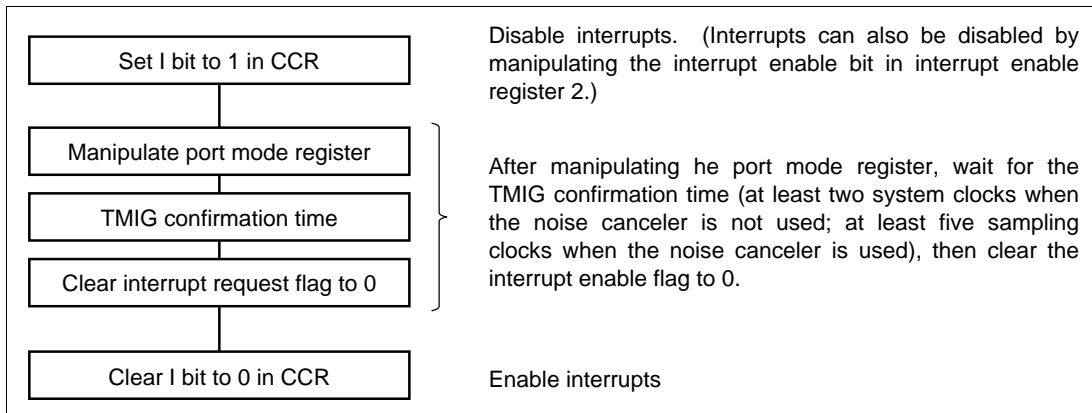 Set I bit to 1 in CCR
Disable interrupts. (Interrupts can also be disabled by
manipulating the interrupt enable bit in interrupt enable
register 2.)
Manipulate port mode register
TMIG confirmation time
Clear interrupt request flag to 0
After manipulating he port mode register, wait for the
TMIG confirmation time (at least two system clocks when
the noise canceler is not used; at least five sampling
clocks when the noise canceler is used), then clear the
interrupt enable flag to 0.
Clear I bit to 0 in CCR
Enable interrupts